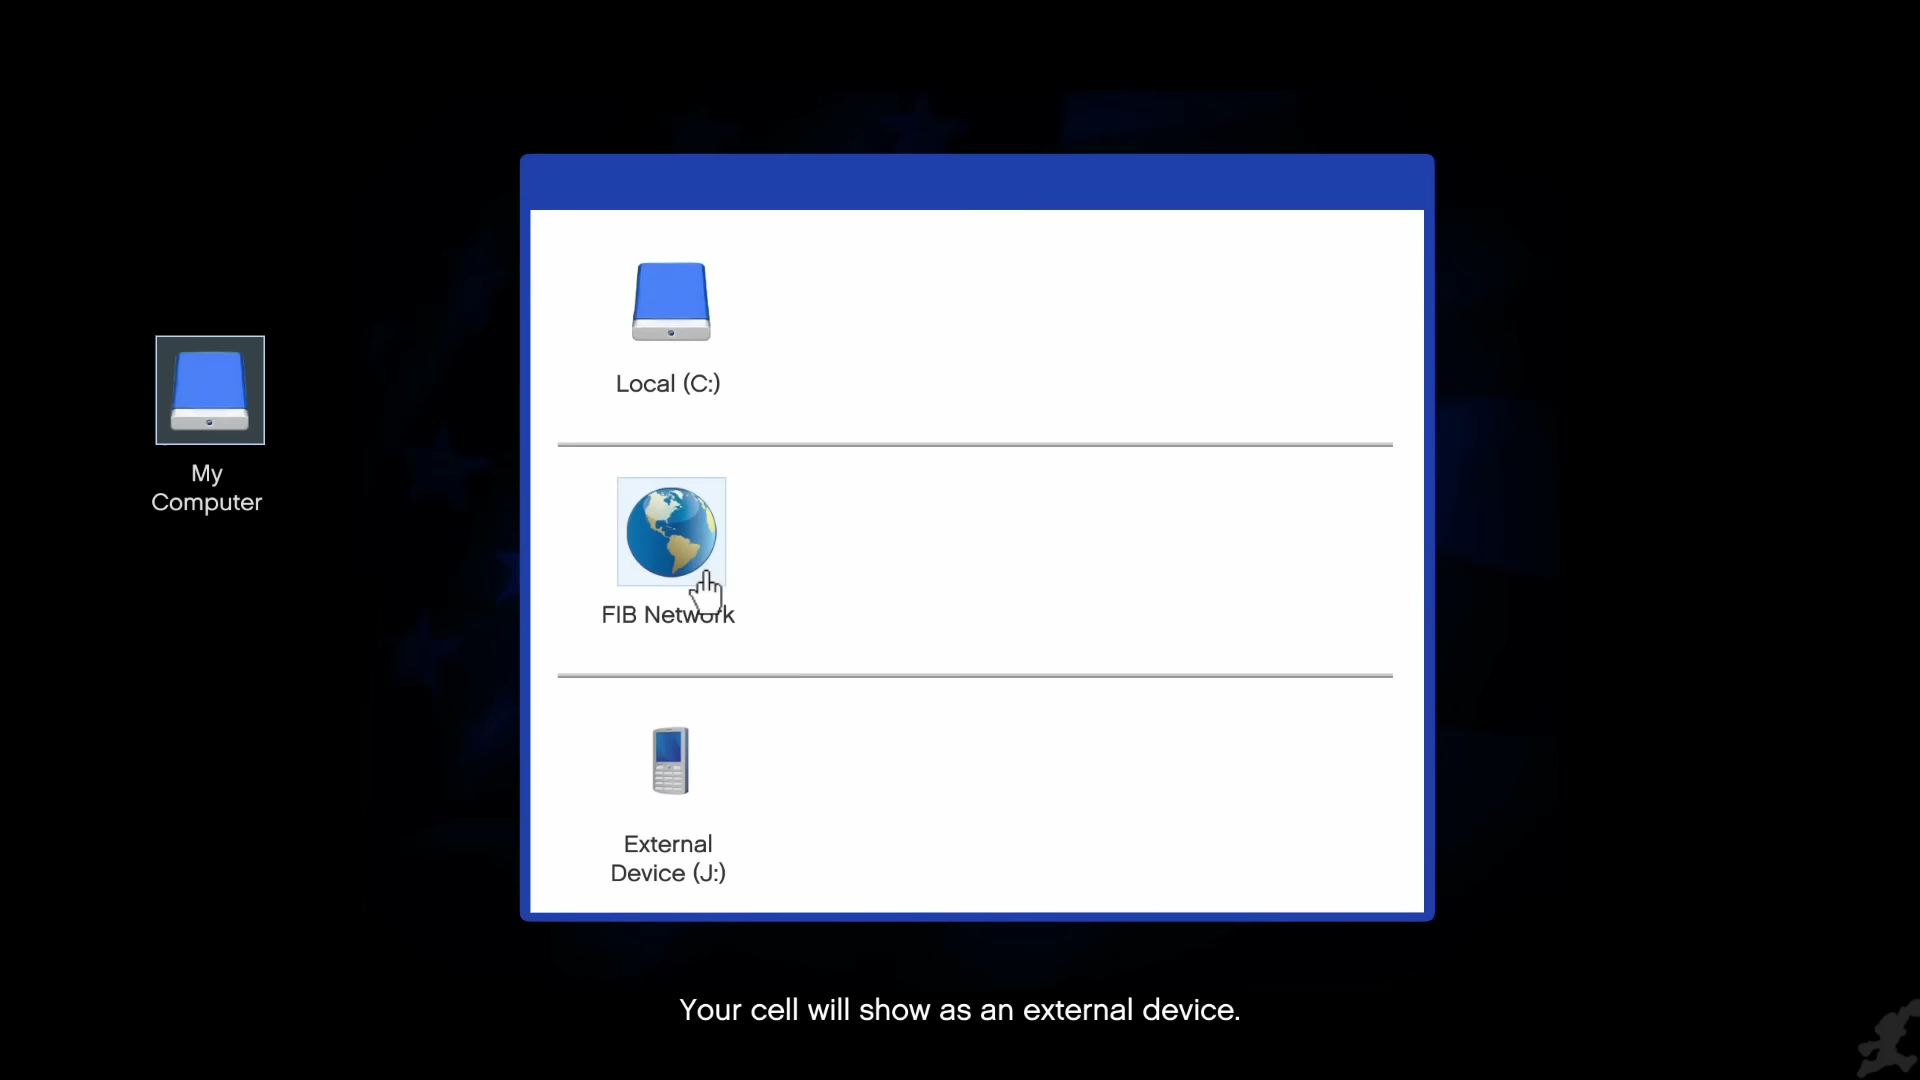 My
Computer
Local (C:)
FIB Network
External
Device (J:)
Your cell will show as an external device.